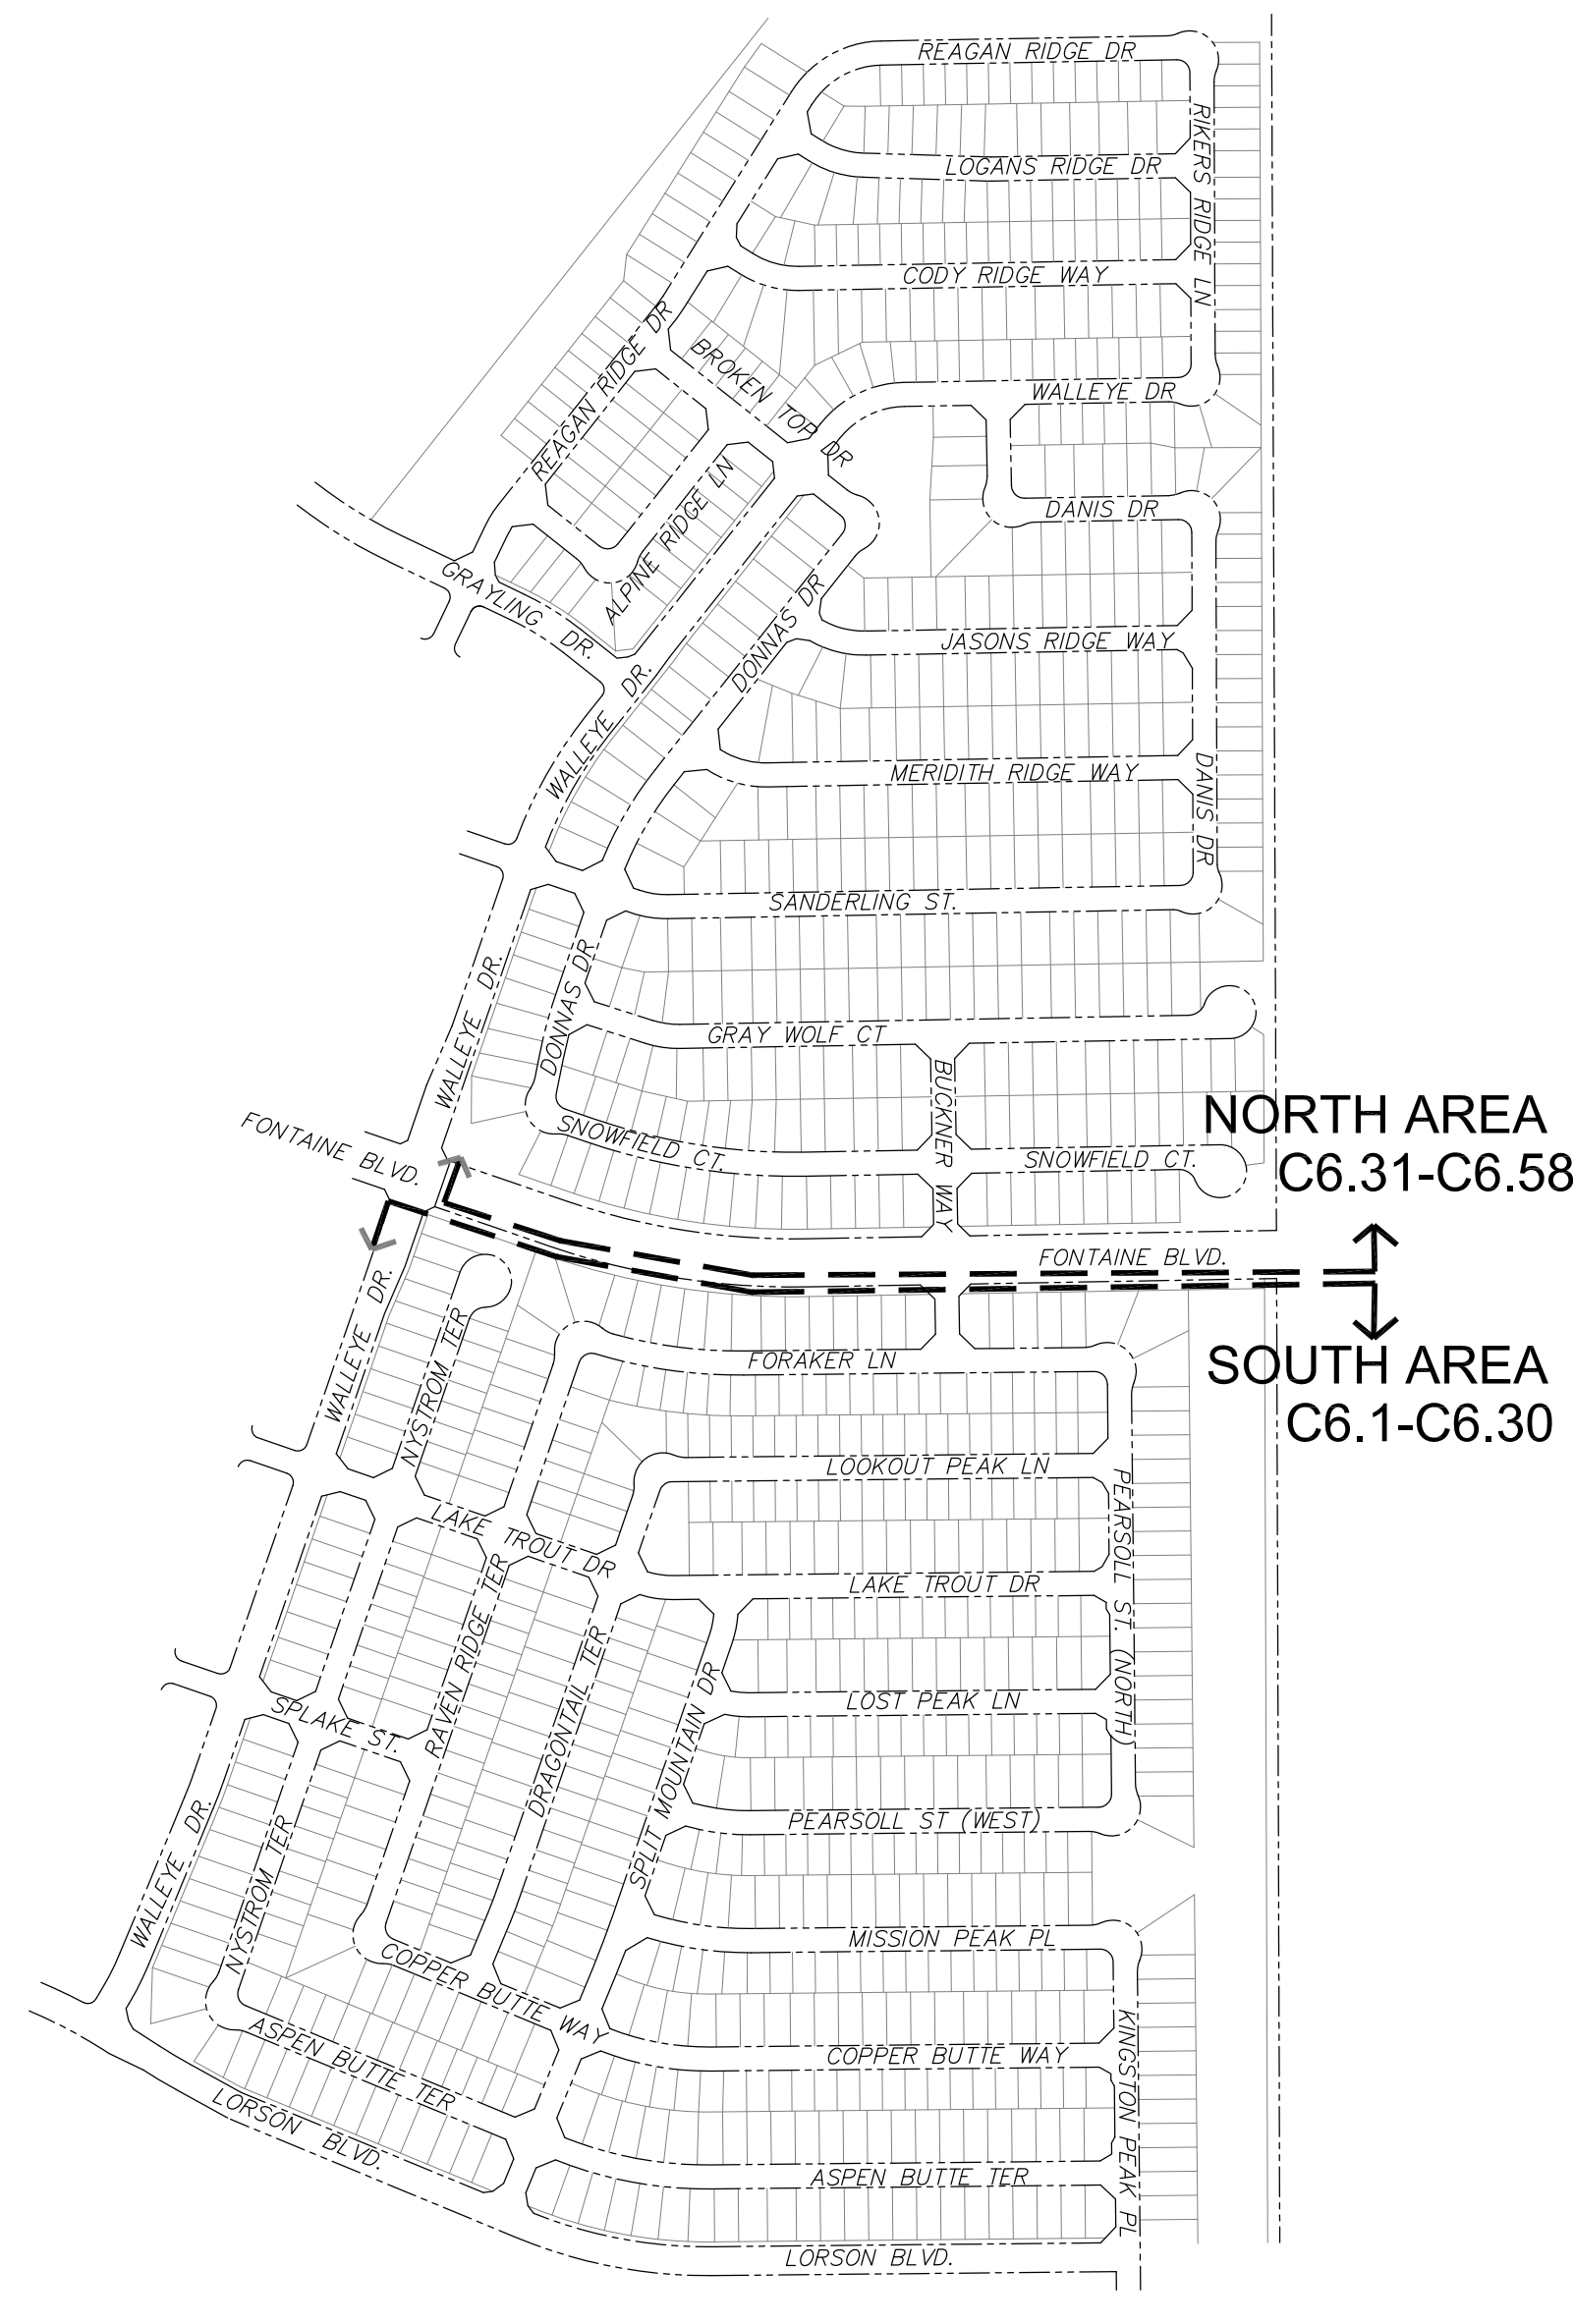 REAGAN RIDGE DR
RIKERS RIDGE LN
LOGANS RIDGE DR
CODY RIDGE WAY
REAGAN RIDGE DR
BROKEN TOP DR
WALLEYE DR
ALPINE RIDGE LN
DANIS DR
GRAYLING DR.
DONNAS DR
JASONS RIDGE WAY
WALLEYE DR.
MERIDITH RIDGE WAY
DANIS DR
SANDERLING ST.
WALLEYE DR.
DONNAS DR
GRAY WOLF CT
BUCKNER WAY
NORTH AREA
C6.31-C6.58
FONTAINE BLVD.
SNOWFIELD CT.
SNOWFIELD CT.
FONTAINE BLVD.
WALLEYE DR.
NYSTROM TER
FORAKER LN
SOUTH AREA
C6.1-C6.30
LOOKOUT PEAK LN
PEARSOLL ST. (NORTH)
LAKE TROUT DR
LAKE TROUT DR
RAVEN RIDGE TER
DRAGONTAIL TER
SPLIT MOUNTAIN DR
LOST PEAK LN
SPLAKE ST.
PEARSOLL ST (WEST)
WALLEYE DR.
NYSTROM TER
MISSION PEAK PL
COPPER BUTTE WAY
KINGSTON PEAK PL
ASPEN BUTTE TER
COPPER BUTTE WAY
LORSON BLVD.
ASPEN BUTTE TER
LORSON BLVD.